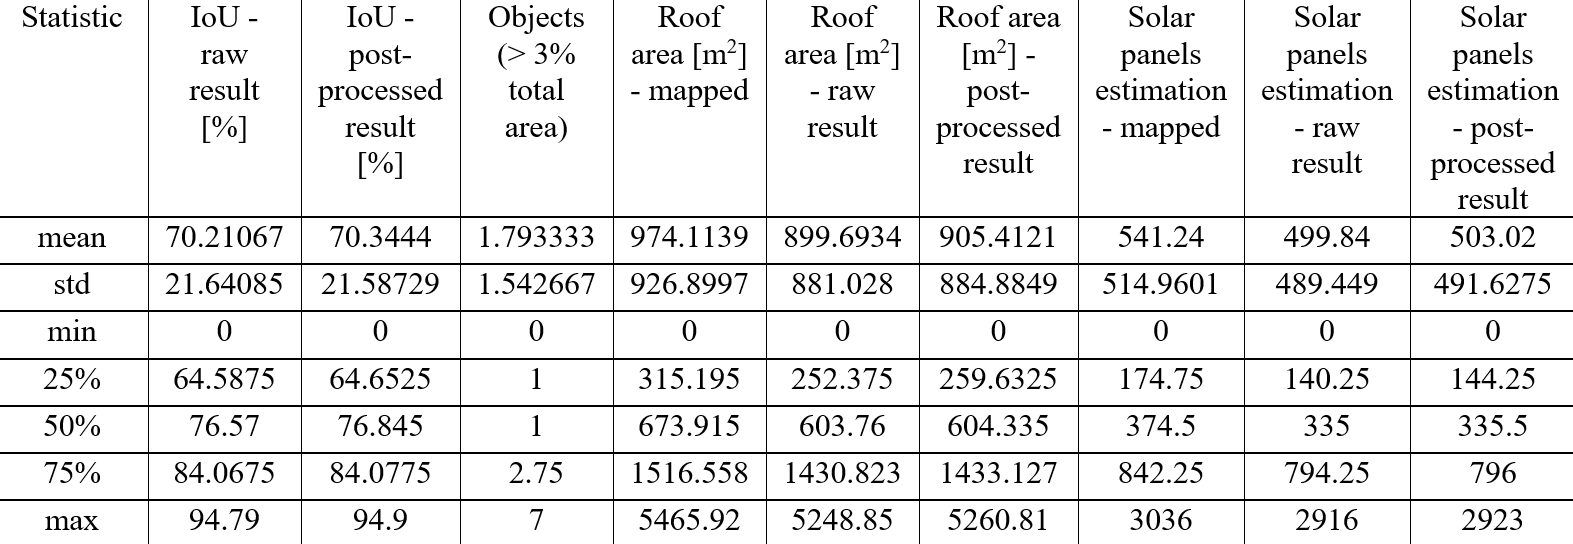 Statistic | IoU - raw result [%] | IoU - post-processed result [%] | Objects (> 3% total area) | Roof area [m²] - mapped | Roof area [m²] - raw result | Roof area [m²] - post-processed result | Solar panels estimation - mapped | Solar panels estimation - raw result | Solar panels estimation - post-processed result
mean | 70.21067 | 70.3444 | 1.793333 | 974.1139 | 899.6934 | 905.4121 | 541.24 | 499.84 | 503.02
std | 21.64085 | 21.58729 | 1.542667 | 926.8997 | 881.028 | 884.8849 | 514.9601 | 489.449 | 491.6275
min | 0 | 0 | 0 | 0 | 0 | 0 | 0 | 0 | 0
25% | 64.5875 | 64.6525 | 1 | 315.195 | 252.375 | 259.6325 | 174.75 | 140.25 | 144.25
50% | 76.57 | 76.845 | 1 | 673.915 | 603.76 | 604.335 | 374.5 | 335 | 335.5
75% | 84.0675 | 84.0775 | 2.75 | 1516.558 | 1430.823 | 1433.127 | 842.25 | 794.25 | 796
max | 94.79 | 94.9 | 7 | 5465.92 | 5248.85 | 5260.81 | 3036 | 2916 | 2923